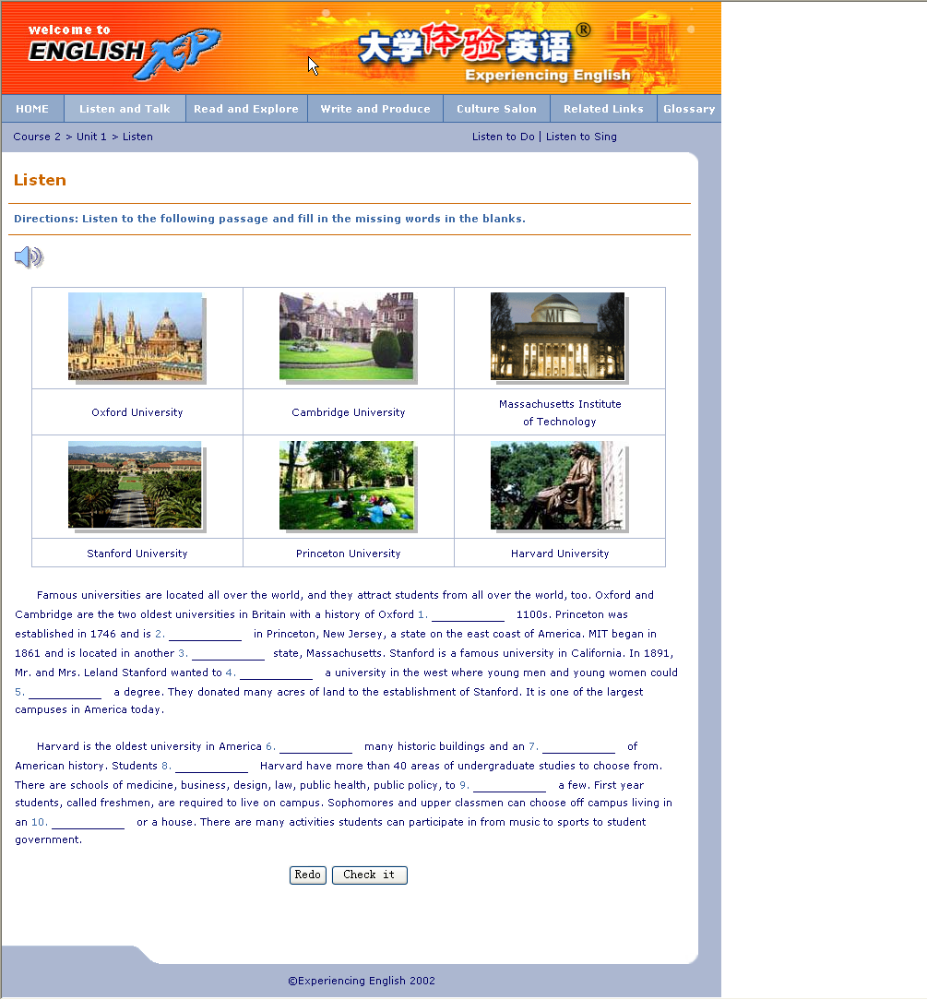 welcome to
ENGLISH XP
大学体验英语®
Experiencing English
HOME Listen and Talk Read and Explore Write and Produce Culture Salon Related Links Glossary
Course 2 > Unit 1 > Listen Listen to Do | Listen to Sing
Listen
Directions: Listen to the following passage and fill in the missing words in the blanks.
MIT
Oxford University Cambridge University Massachusetts Institute
of Technology
Stanford University Princeton University Harvard University
Famous universities are located all over the world, and they attract students from all over the world, too. Oxford and
Cambridge are the two oldest universities in Britain with a history of Oxford 1. ____________ 1100s. Princeton was
established in 1746 and is 2. ____________ in Princeton, New Jersey, a state on the east coast of America. MIT began in
1861 and is located in another 3. ____________ state, Massachusetts. Stanford is a famous university in California. In 1891,
Mr. and Mrs. Leland Stanford wanted to 4. ____________ a university in the west where young men and young women could
5. ____________ a degree. They donated many acres of land to the establishment of Stanford. It is one of the largest
campuses in America today.
Harvard is the oldest university in America 6. ____________ many historic buildings and an 7. ____________ of
American history. Students 8. ____________ Harvard have more than 40 areas of undergraduate studies to choose from.
There are schools of medicine, business, design, law, public health, public policy, to 9. ____________ a few. First year
students, called freshmen, are required to live on campus. Sophomores and upper classmen can choose off campus living in
an 10. ____________ or a house. There are many activities students can participate in from music to sports to student
government.
Redo Check it
©Experiencing English 2002